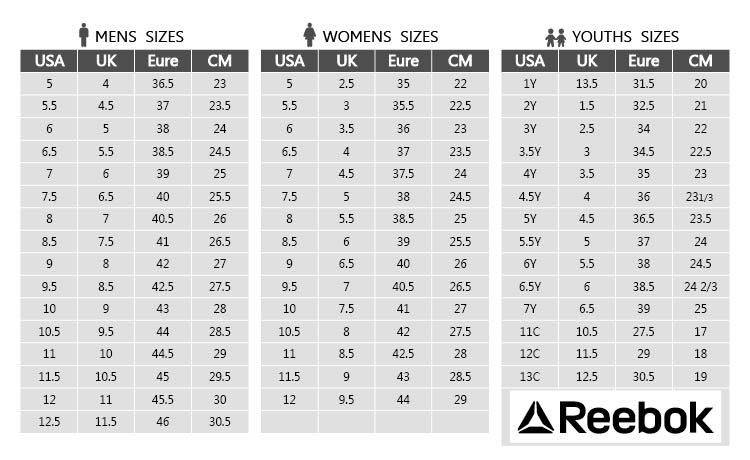 MENS SIZES WOMENS SIZES YOUTHS SIZES
USA UK Eure CM USA UK Eure CM USA UK Eure CM
5 4 36.5 23 5 2.5 35 22 1Y 13.5 31.5 20
5.5 4.5 37 23.5 5.5 3 35.5 22.5 2Y 1.5 32.5 21
6 5 38 24 6 3.5 36 23 3Y 2.5 34 22
6.5 5.5 38.5 24.5 6.5 4 37 23.5 3.5Y 3 34.5 22.5
7 6 39 25 7 4.5 37.5 24 4Y 3.5 35 23
7.5 6.5 40 25.5 7.5 5 38 24.5 4.5Y 4 36 231/3
8 7 40.5 26 8 5.5 38.5 25 5Y 4.5 36.5 23.5
8.5 7.5 41 26.5 8.5 6 39 25.5 5.5Y 5 37 24
9 8 42 27 9 6.5 40 26 6Y 5.5 38 24.5
9.5 8.5 42.5 27.5 9.5 7 40.5 26.5 6.5Y 6 38.5 24 2/3
10 9 43 28 10 7.5 41 27 7Y 6.5 39 25
10.5 9.5 44 28.5 10.5 8 42 27.5 11C 10.5 27.5 17
11 10 44.5 29 11 8.5 42.5 28 12C 11.5 29 18
11.5 10.5 45 29.5 11.5 9 43 28.5 13C 12.5 30.5 19
12 11 45.5 30 12 9.5 44 29
12.5 11.5 46 30.5
Reebok